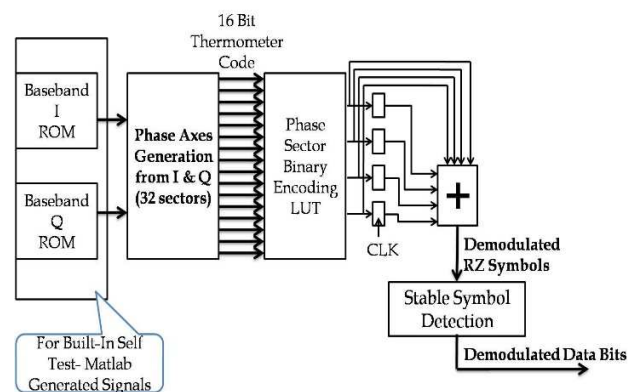 16 Bit
Thermometer
Code
Baseband
I
ROM
Baseband
Q
ROM
Phase Axes
Generation
from I & Q
(32 sectors)
Phase
Sector
Binary
Encoding
LUT
+
CLK
Demodulated
RZ Symbols
Stable Symbol
Detection
Demodulated Data Bits
For Built-In Self
Test- Matlab
Generated Signals